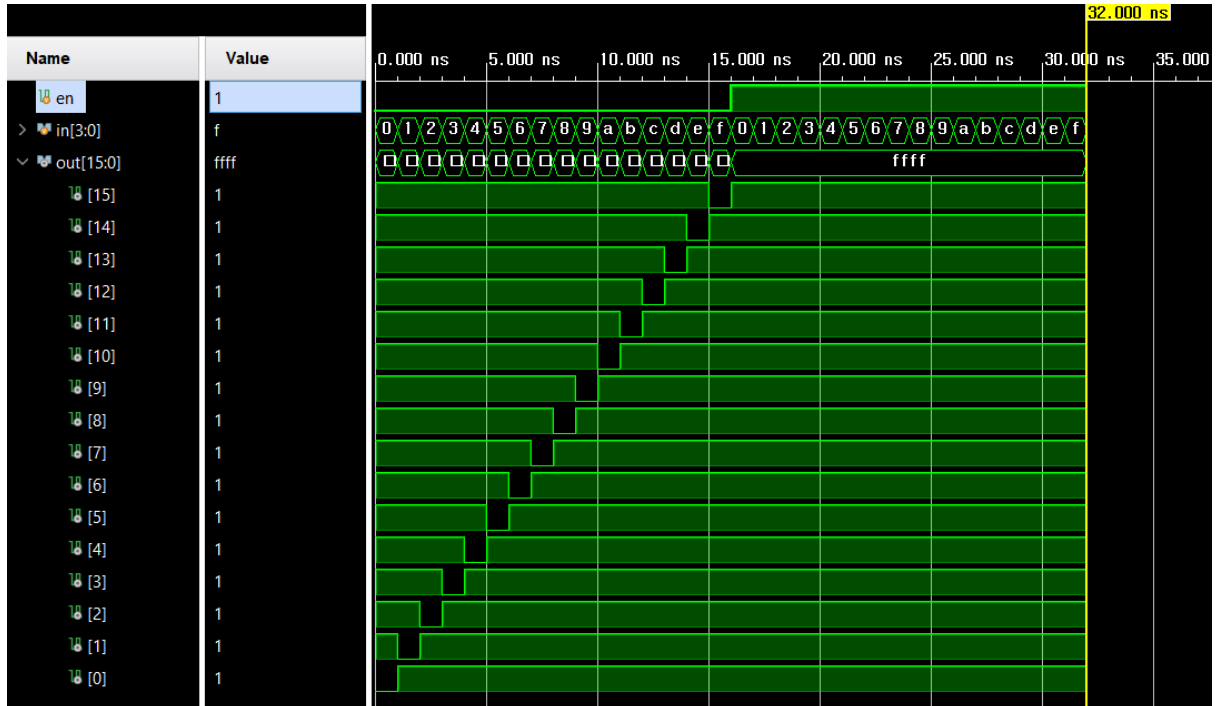 32.000 ns
Name Value
0.000 ns 5.000 ns 10.000 ns 15.000 ns 20.000 ns 25.000 ns 30.000 ns 35.000
en 1
in[3:0] f 0 1 2 3 4 5 6 7 8 9 a b c d e f 0 1 2 3 4 5 6 7 8 9 a b c d e f
out[15:0] ffff ffff
[15] 1
[14] 1
[13] 1
[12] 1
[11] 1
[10] 1
[9] 1
[8] 1
[7] 1
[6] 1
[5] 1
[4] 1
[3] 1
[2] 1
[1] 1
[0] 1